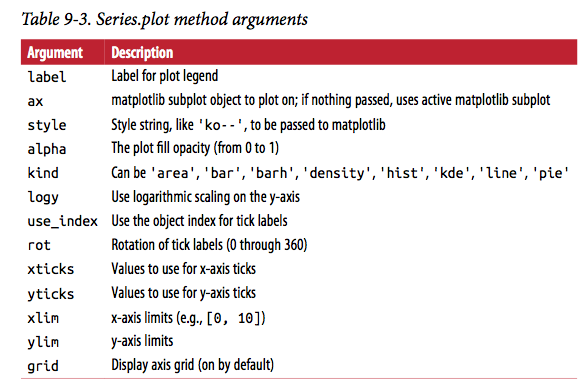 Table 9-3. Series.plot method arguments
Argument Description
label Label for plot legend
ax matplotlib subplot object to plot on; if nothing passed, uses active matplotlib subplot
style Style string, like 'ko--', to be passed to matplotlib
alpha The plot fill opacity (from 0 to 1)
kind Can be 'area', 'bar', 'barh', 'density', 'hist', 'kde', 'line', 'pie'
logy Use logarithmic scaling on the y-axis
use_index Use the object index for tick labels
rot Rotation of tick labels (0 through 360)
xticks Values to use for x-axis ticks
yticks Values to use for y-axis ticks
xlim x-axis limits (e.g., [0, 10])
ylim y-axis limits
grid Display axis grid (on by default)